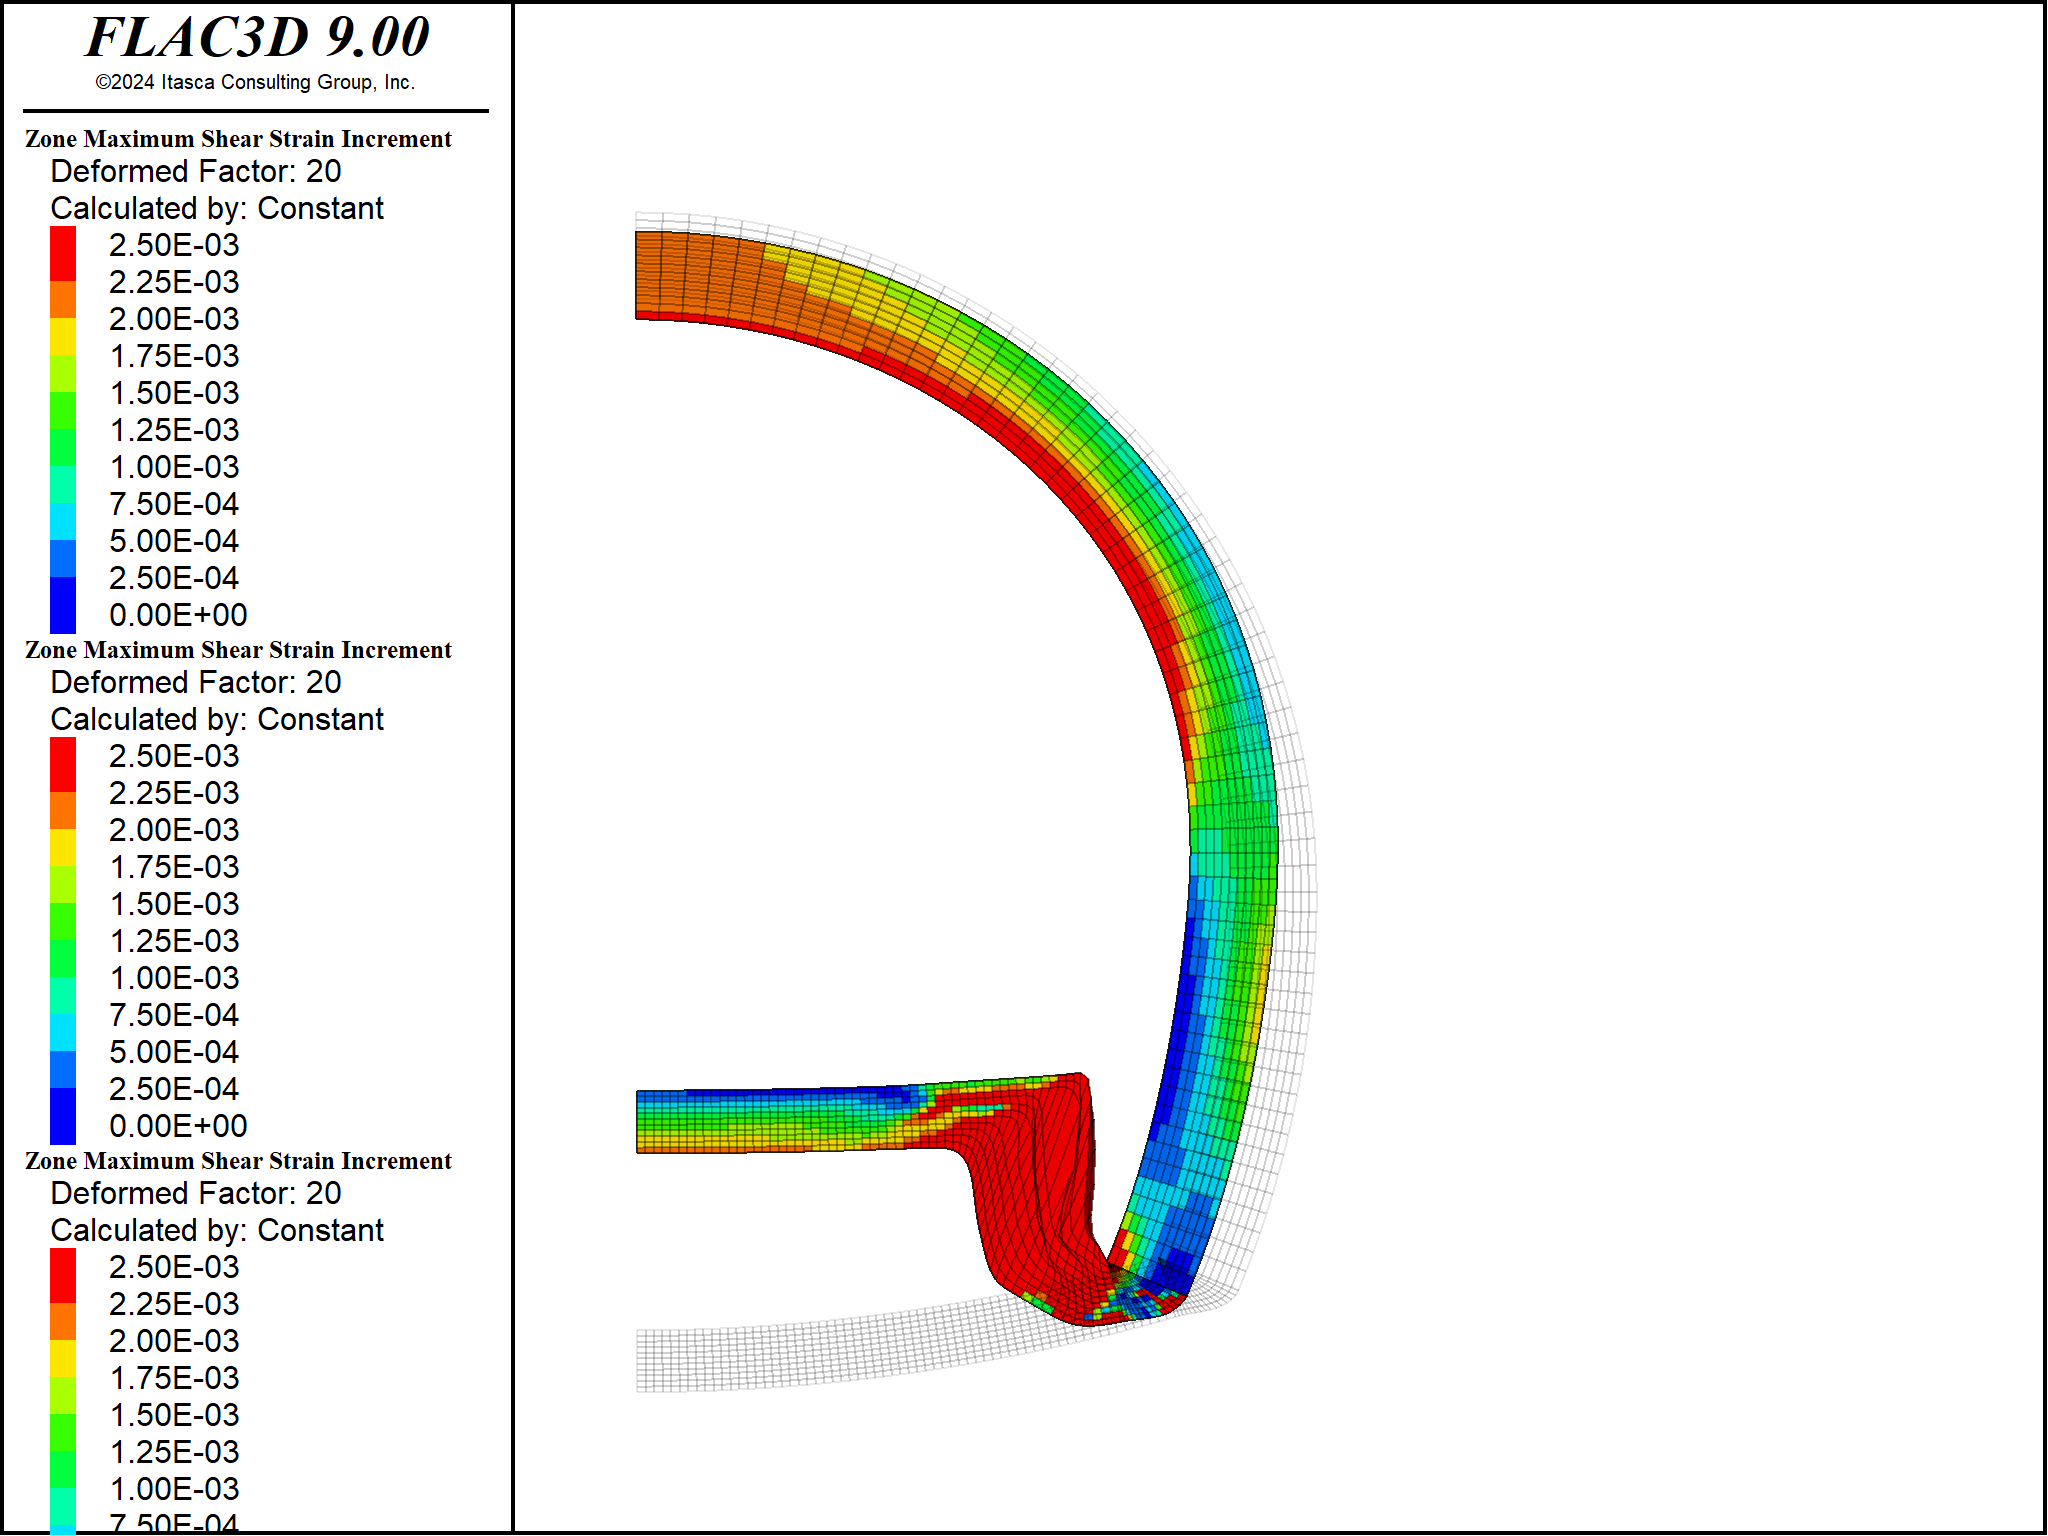 FLAC3D 9.00
©2024 Itasca Consulting Group, Inc.
Zone Maximum Shear Strain Increment
Deformed Factor: 20
Calculated by: Constant
2.50E-03
2.25E-03
2.00E-03
1.75E-03
1.50E-03
1.25E-03
1.00E-03
7.50E-04
5.00E-04
2.50E-04
0.00E+00
Zone Maximum Shear Strain Increment
Deformed Factor: 20
Calculated by: Constant
2.50E-03
2.25E-03
2.00E-03
1.75E-03
1.50E-03
1.25E-03
1.00E-03
7.50E-04
5.00E-04
2.50E-04
0.00E+00
Zone Maximum Shear Strain Increment
Deformed Factor: 20
Calculated by: Constant
2.50E-03
2.25E-03
2.00E-03
1.75E-03
1.50E-03
1.25E-03
1.00E-03
7.50E-04